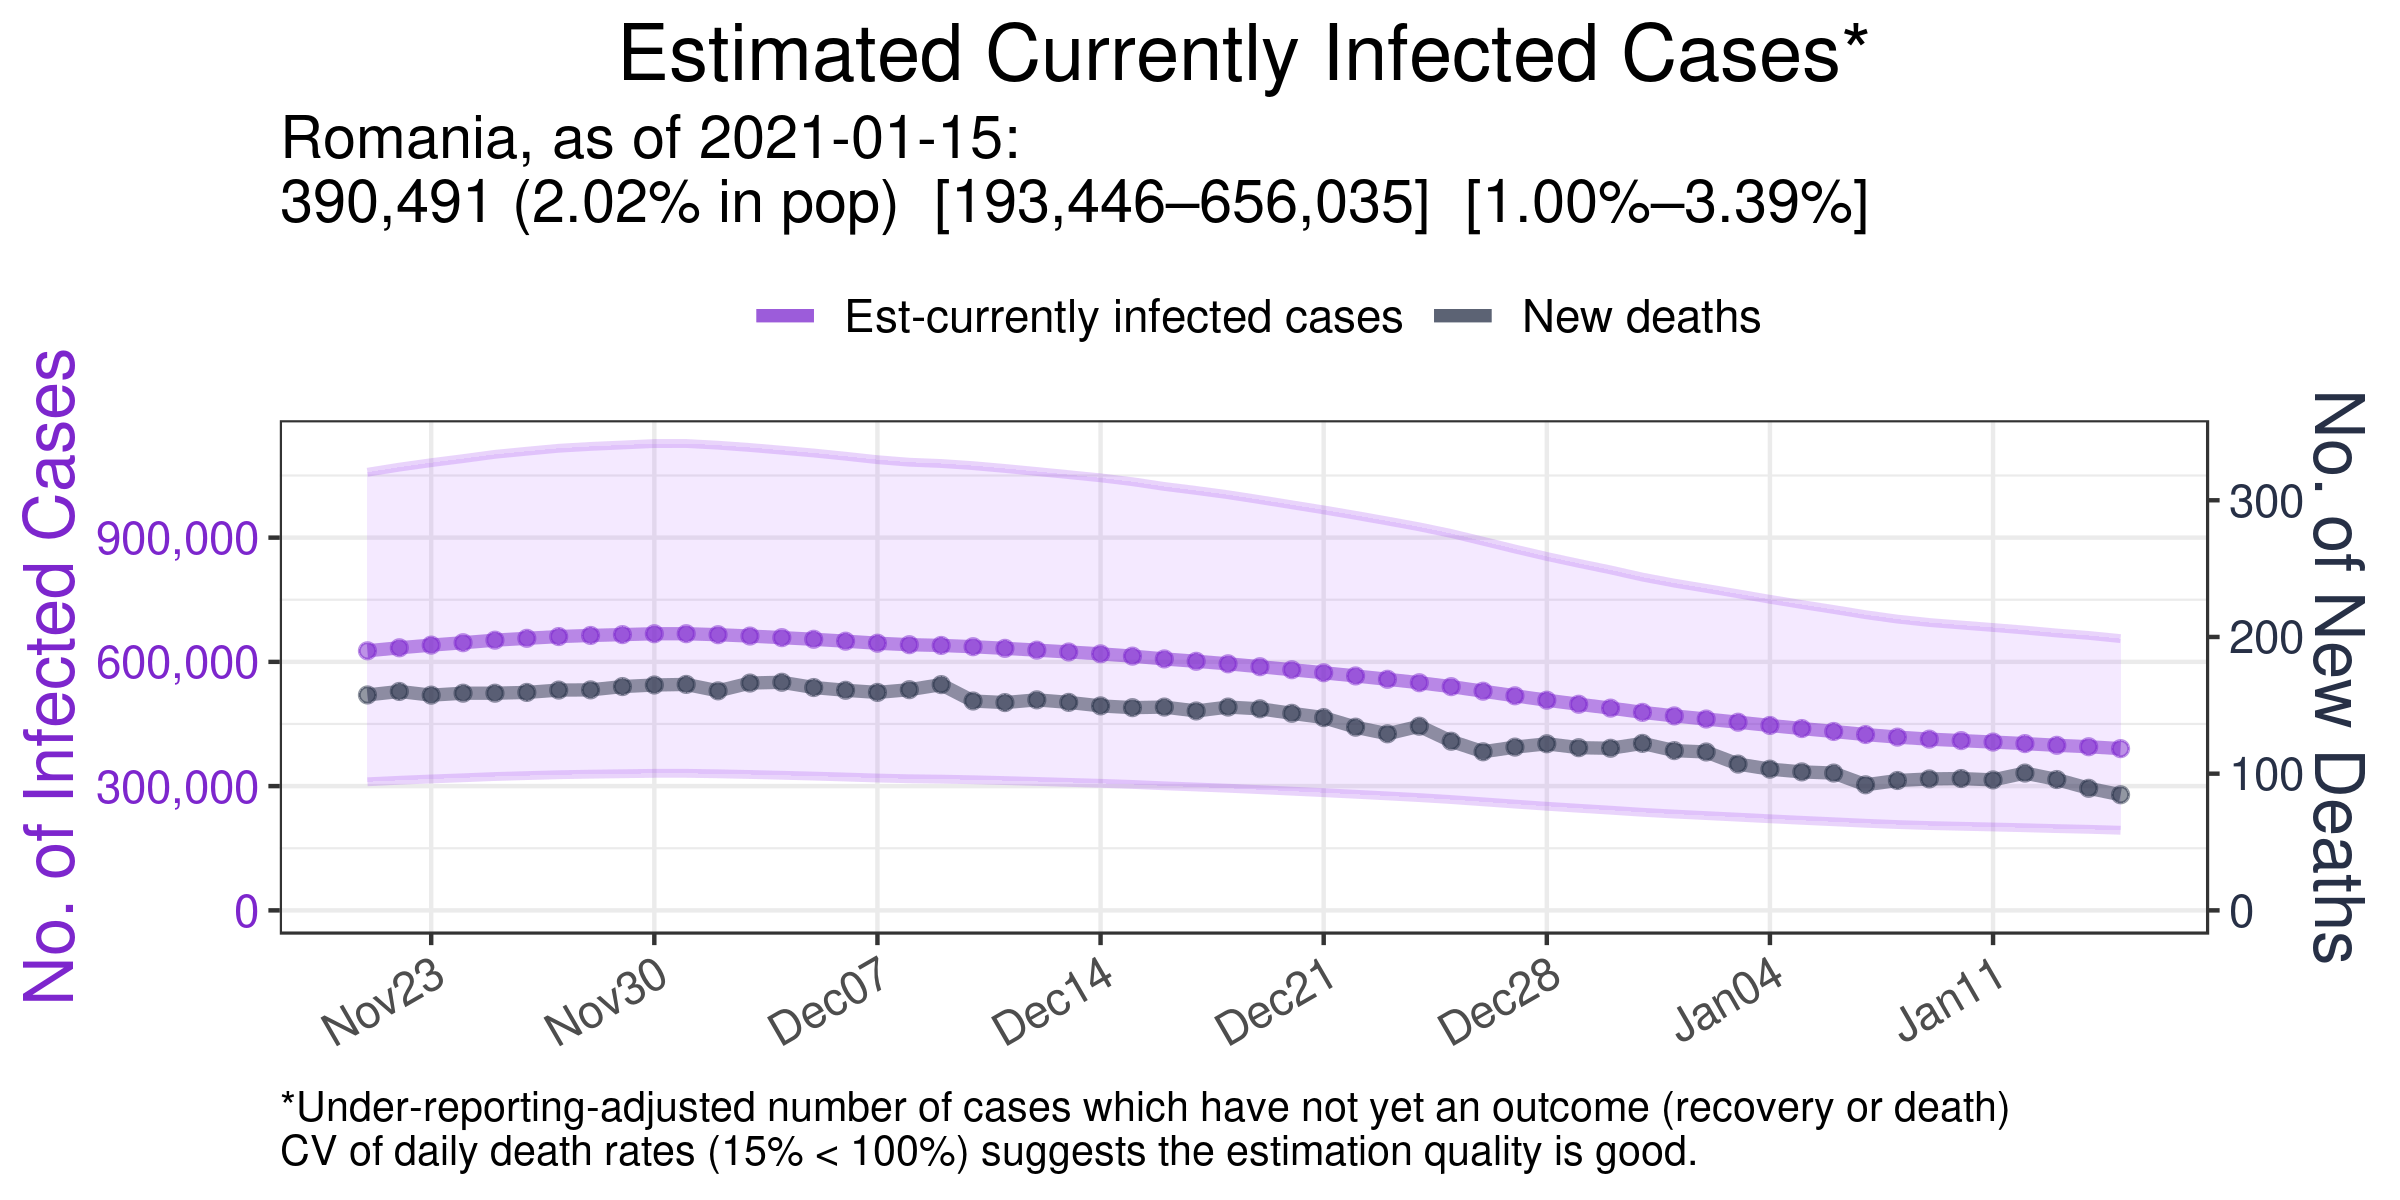 Estimated Currently Infected Cases*
Romania, as of 2021-01-15:
390,491 (2.02% in pop)  [193,446–656,035]  [1.00%–3.39%]
Est-currently infected cases
New deaths
No. of Infected Cases
900,000
600,000
300,000
0
No. of New Deaths
300
200
100
0
Nov23
Nov30
Dec07
Dec14
Dec21
Dec28
Jan04
Jan11
*Under-reporting-adjusted number of cases which have not yet an outcome (recovery or death)
CV of daily death rates (15% < 100%) suggests the estimation quality is good.